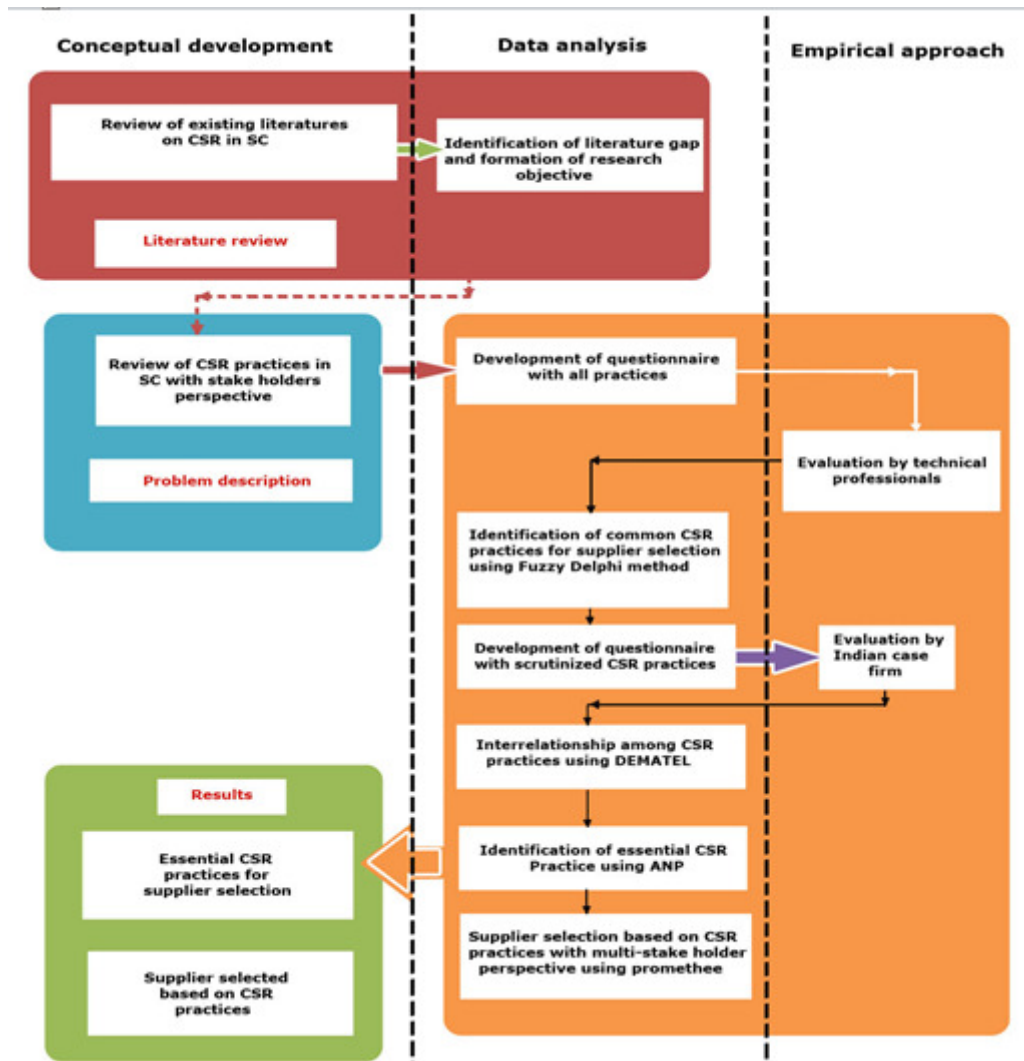 Conceptual development
Data analysis
Empirical approach
Review of existing literatures
on CSR in SC
Identification of literature gap
and formation of research
objective
Literature review
Review of CSR practices in
SC with stake holders
perspective
Problem description
Development of questionnaire
with all practices
Evaluation by technical
professionals
Identification of common CSR
practices for supplier selection
using Fuzzy Delphi method
Development of questionnaire
with scrutinized CSR practices
Evaluation by
Indian case
firm
Interrelationship among CSR
practices using DEMATEL
Identification of essential CSR
Practice using ANP
Supplier selection based on CSR
practices with multi-stake holder
perspective using promethee
Results
Essential CSR
practices for
supplier selection
Supplier selected
based on CSR
practices